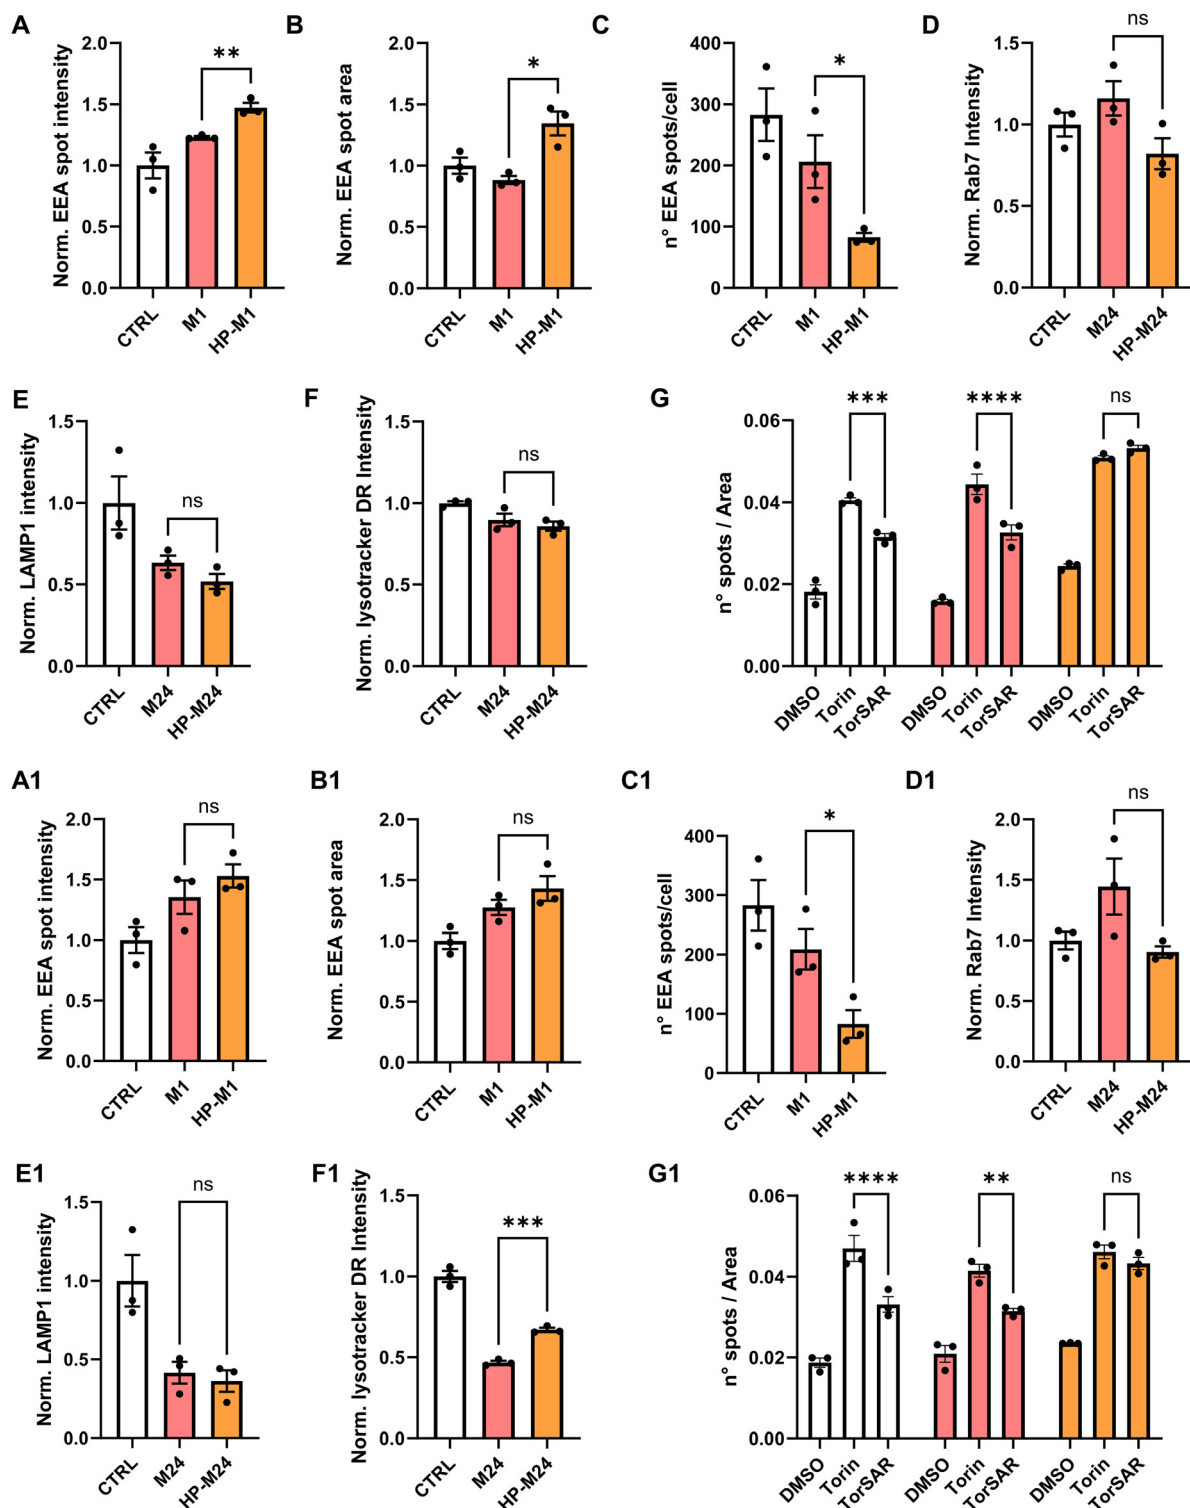 A
Norm. EEA spot intensity
2.0
1.5
1.0
0.5
0.0
**
CTRL
M1
HP-M1
B
Norm. EEA spot area
2.0
1.5
1.0
0.5
0.0
*
CTRL
M1
HP-M1
C
n° EEA spots/cell
400
300
200
100
0
*
CTRL
M1
HP-M1
D
Norm. Rab7 Intensity
1.5
1.0
0.5
0.0
ns
CTRL
M24
HP-M24
E
Norm. LAMP1 intensity
1.5
1.0
0.5
0.0
ns
CTRL
M24
HP-M24
F
Norm. lysotracker DR Intensity
1.5
1.0
0.5
0.0
ns
CTRL
M24
HP-M24
G
n° spots / Area
0.06
0.04
0.02
0.00
***
****
ns
DMSO
Torin
TorSAR
DMSO
Torin
TorSAR
DMSO
Torin
TorSAR
A1
Norm. EEA spot intensity
2.0
1.5
1.0
0.5
0.0
ns
CTRL
M1
HP-M1
B1
Norm. EEA spot area
2.0
1.5
1.0
0.5
0.0
ns
CTRL
M1
HP-M1
C1
n° EEA spots/cell
400
300
200
100
0
*
CTRL
M1
HP-M1
D1
Norm. Rab7 Intensity
2.0
1.5
1.0
0.5
0.0
ns
CTRL
M24
HP-M24
E1
Norm. LAMP1 intensity
1.5
1.0
0.5
0.0
ns
CTRL
M24
HP-M24
F1
Norm. lysotracker DR Intensity
1.5
1.0
0.5
0.0
***
CTRL
M24
HP-M24
G1
n° spots / Area
0.06
0.04
0.02
0.00
****
**
ns
DMSO
Torin
TorSAR
DMSO
Torin
TorSAR
DMSO
Torin
TorSAR